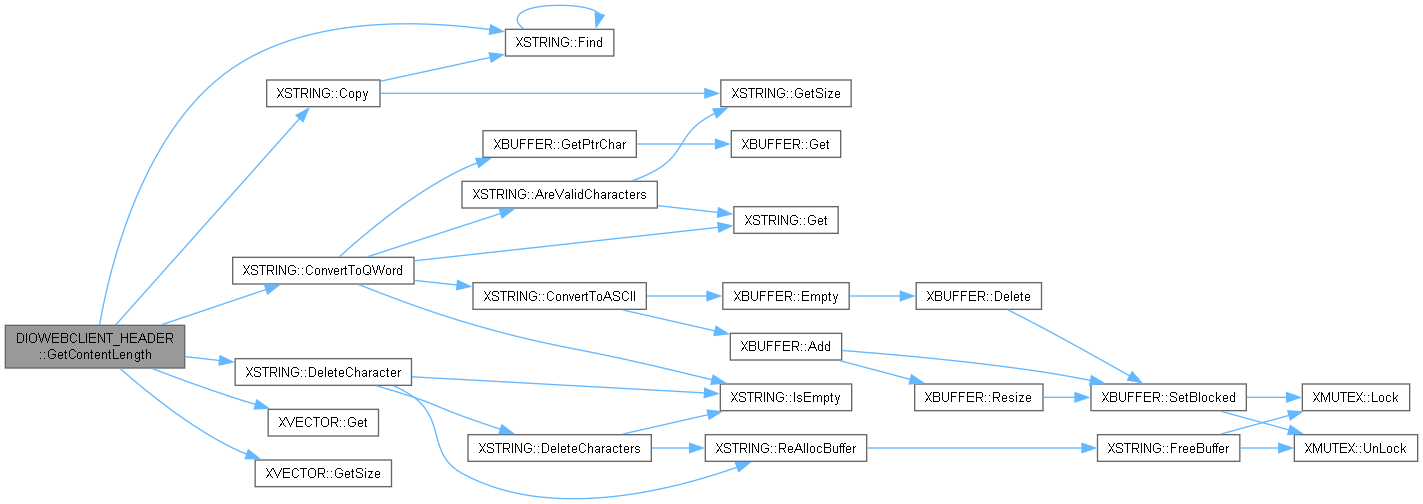 XSTRING::Find
XSTRING::Copy
XSTRING::GetSize
XBUFFER::GetPtrChar
XBUFFER::Get
XSTRING::AreValidCharacters
XSTRING::Get
XSTRING::ConvertToQWord
XSTRING::ConvertToASCII
XBUFFER::Empty
XBUFFER::Delete
DIOWEBCLIENT_HEADER
::GetContentLength
XBUFFER::Add
XSTRING::DeleteCharacter
XSTRING::IsEmpty
XBUFFER::Resize
XBUFFER::SetBlocked
XMUTEX::Lock
XVECTOR::Get
XSTRING::DeleteCharacters
XSTRING::ReAllocBuffer
XSTRING::FreeBuffer
XMUTEX::UnLock
XVECTOR::GetSize